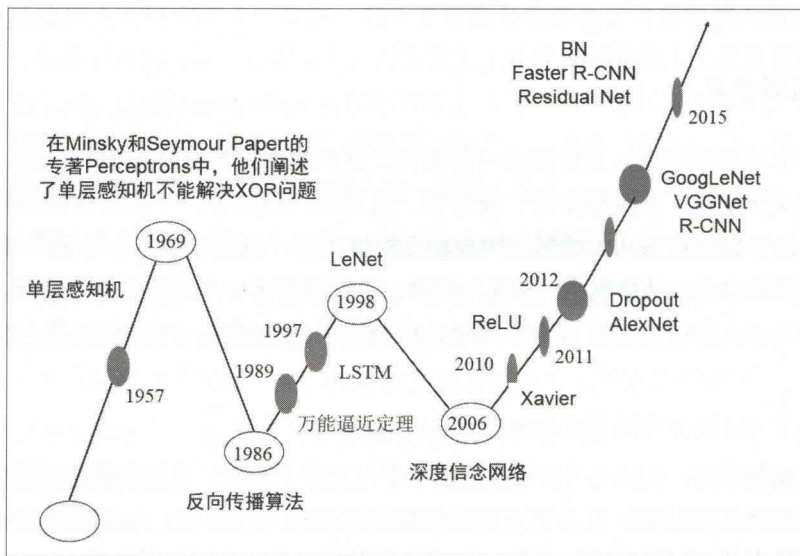 BN
Faster R-CNN
Residual Net
2015
在Minsky和Seymour Papert的
专著Perceptrons中，他们阐述
了单层感知机不能解决XOR问题
GoogLeNet
VGGNet
R-CNN
1969
单层感知机
LeNet
1998
2012
Dropout
AlexNet
1997
ReLU
2011
1957
1989
LSTM
2010
Xavier
万能逼近定理
1986
2006
深度信念网络
反向传播算法